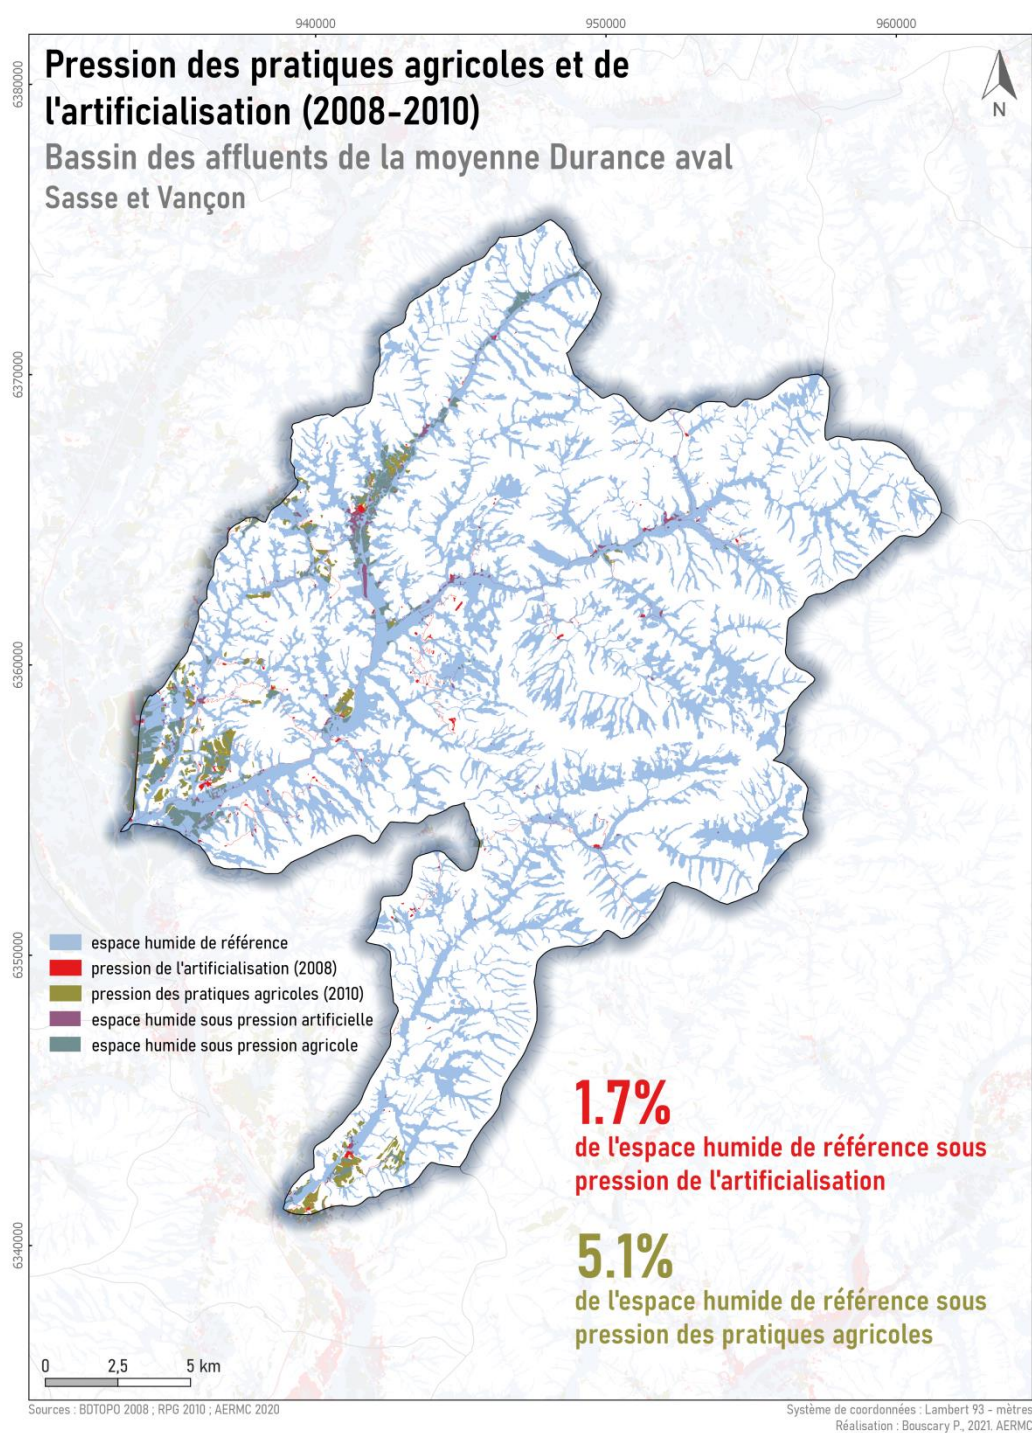 940000
950000
960000
Pression des pratiques agricoles et de
l'artificialisation (2008-2010)
Bassin des affluents de la moyenne Durance aval
Sasse et Vançon
N
6380000
6370000
6360000
6350000
6340000
espace humide de référence
pression de l'artificialisation (2008)
pression des pratiques agricoles (2010)
espace humide sous pression artificielle
espace humide sous pression agricole
1.7%
de l'espace humide de référence sous
pression de l'artificialisation
5.1%
de l'espace humide de référence sous
pression des pratiques agricoles
0 2,5 5 km
Sources : BDTOPO 2008 ; RPG 2010 ; AERMC 2020
Système de coordonnées : Lambert 93 - mètres
Réalisation : Bouscary P., 2021. AERMC